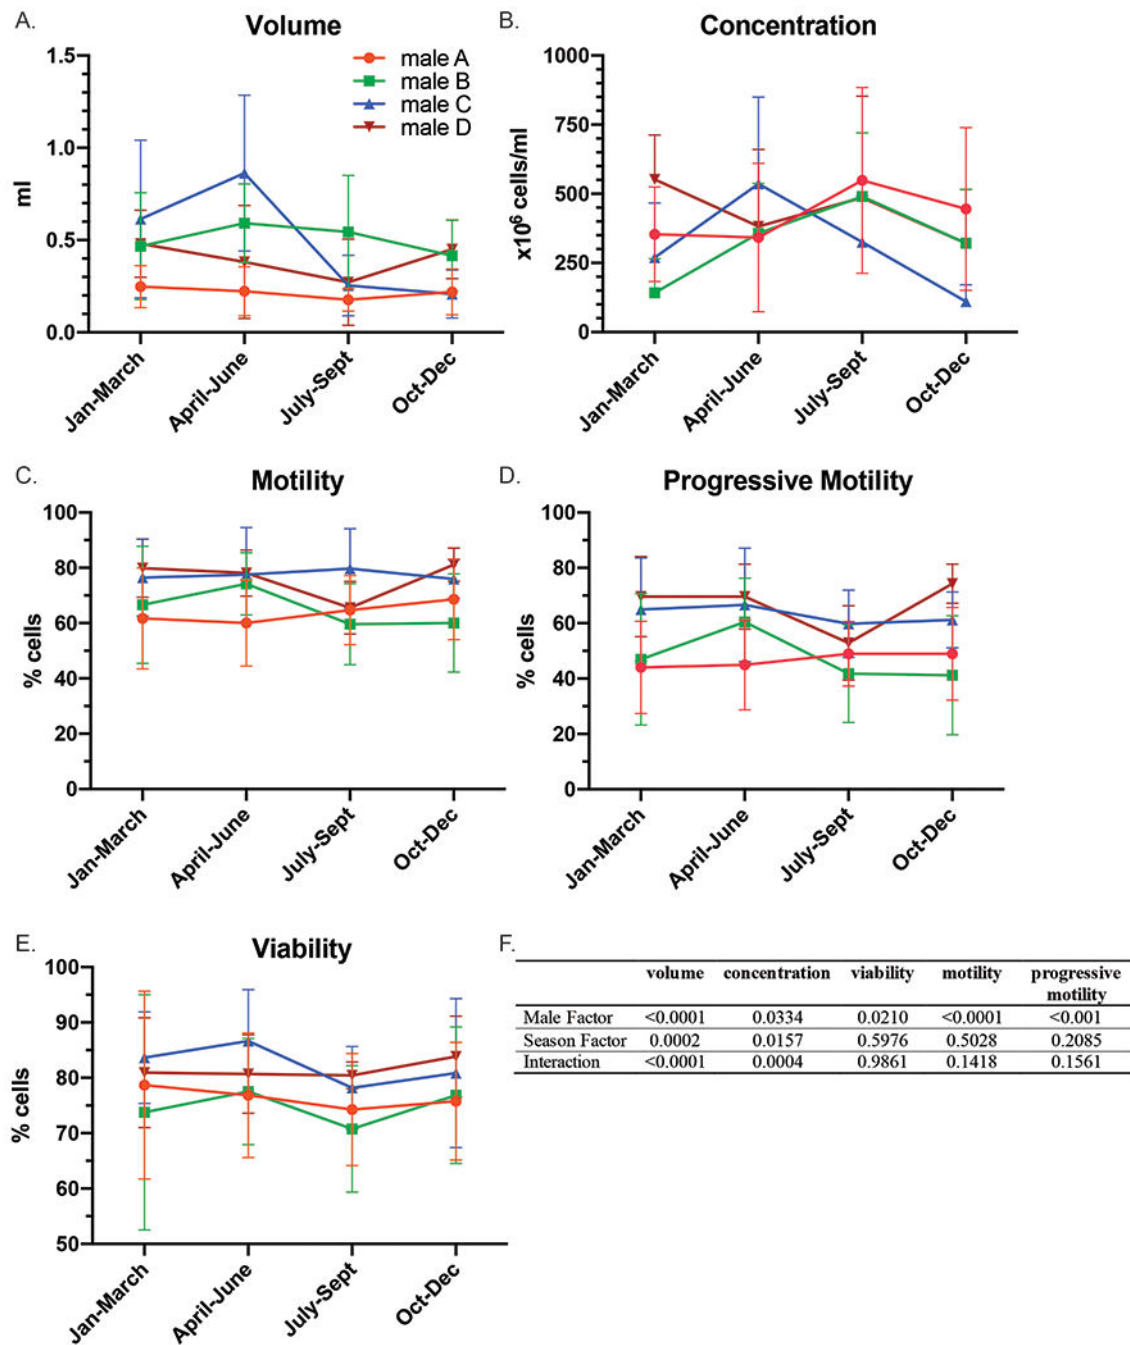 A.
Volume
1.5
1.0
0.5
0.0
ml
male A
male B
male C
male D
Jan-March
April-June
July-Sept
Oct-Dec
B.
Concentration
1000
750
500
250
0
x10⁶ cells/ml
Jan-March
April-June
July-Sept
Oct-Dec
C.
Motility
100
80
60
40
20
0
% cells
Jan-March
April-June
July-Sept
Oct-Dec
D.
Progressive Motility
100
80
60
40
20
0
% cells
Jan-March
April-June
July-Sept
Oct-Dec
E.
Viability
100
90
80
70
60
50
% cells
Jan-March
April-June
July-Sept
Oct-Dec
F.
volume concentration viability motility progressive
motility
Male Factor <0.0001 0.0334 0.0210 <0.0001 <0.001
Season Factor 0.0002 0.0157 0.5976 0.5028 0.2085
Interaction <0.0001 0.0004 0.9861 0.1418 0.1561